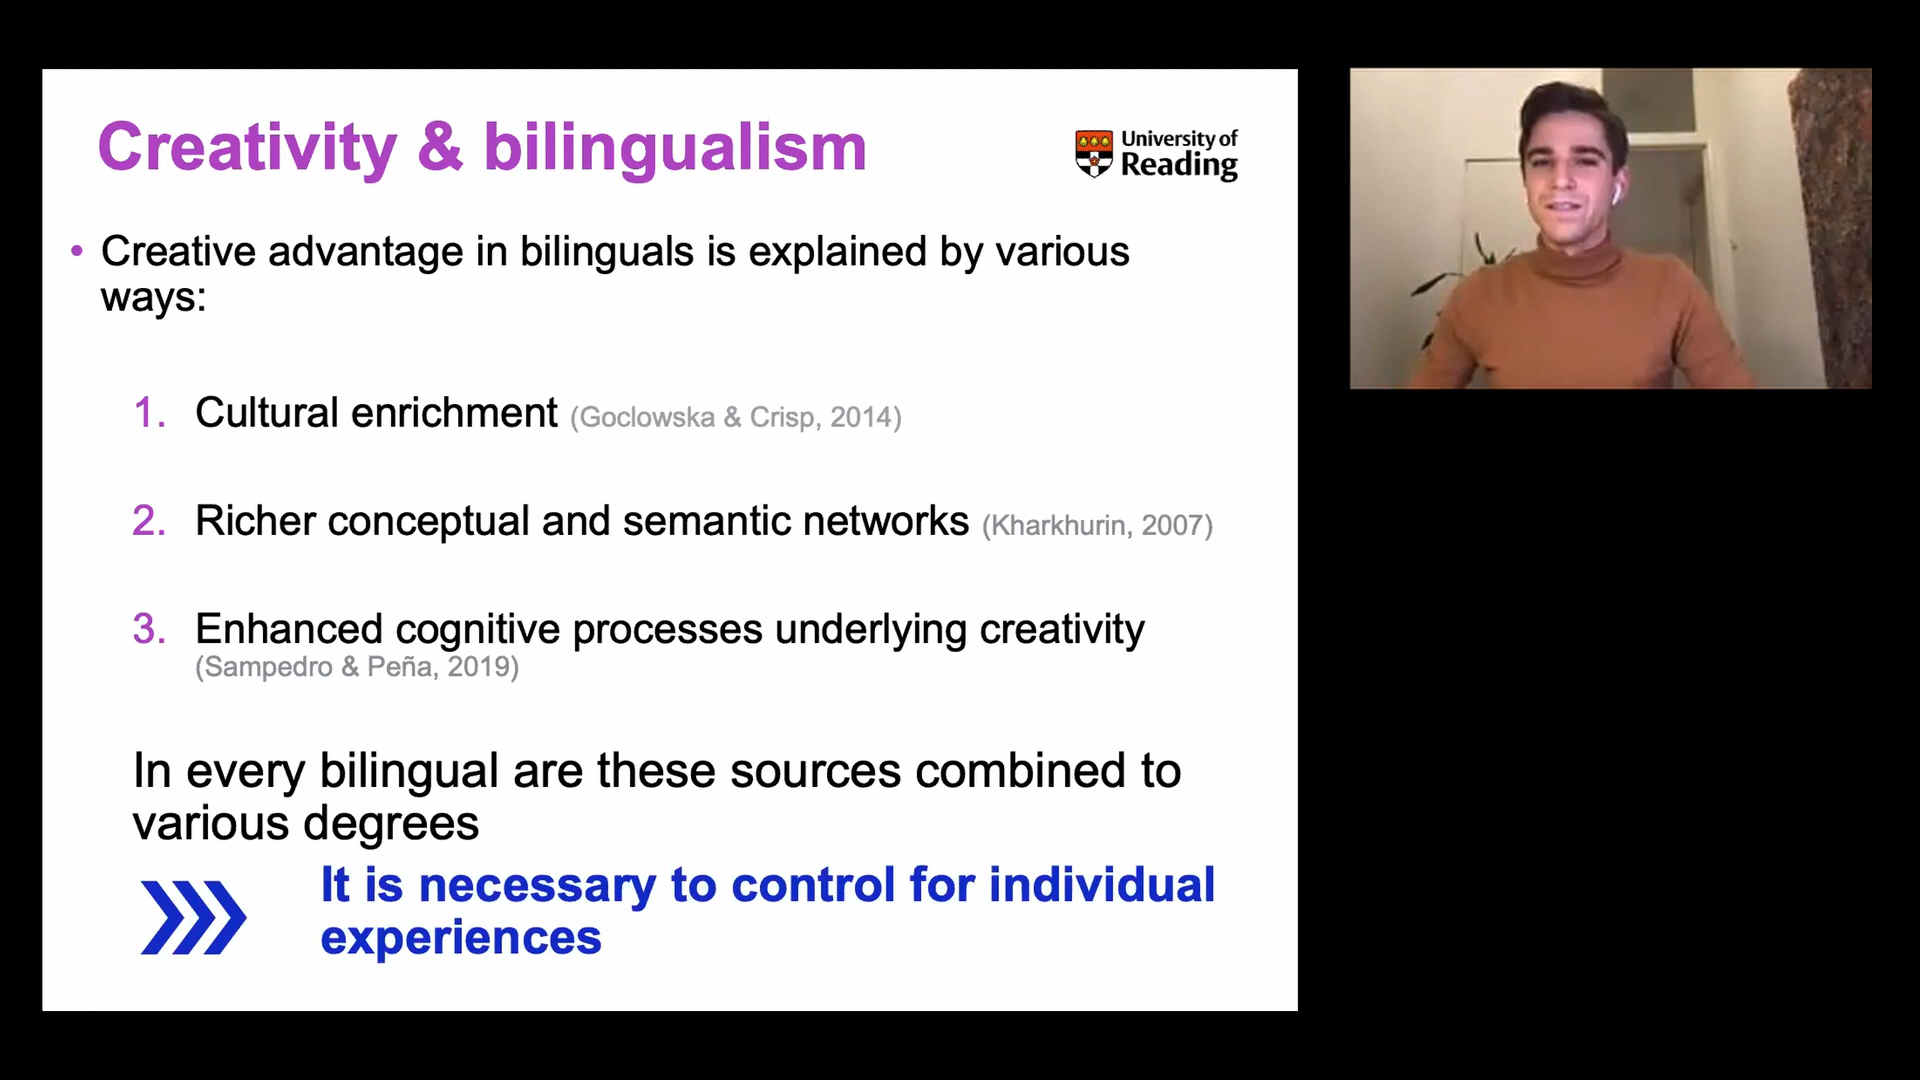 Creativity & bilingualism
University of
Reading
• Creative advantage in bilinguals is explained by various
ways:
1. Cultural enrichment (Goclowska & Crisp, 2014)
2. Richer conceptual and semantic networks (Kharkhurin, 2007)
3. Enhanced cognitive processes underlying creativity
(Sampedro & Peña, 2019)
In every bilingual are these sources combined to
various degrees
It is necessary to control for individual
experiences